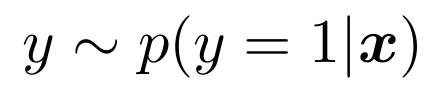 y ∼ p(y = 1|𝒙)